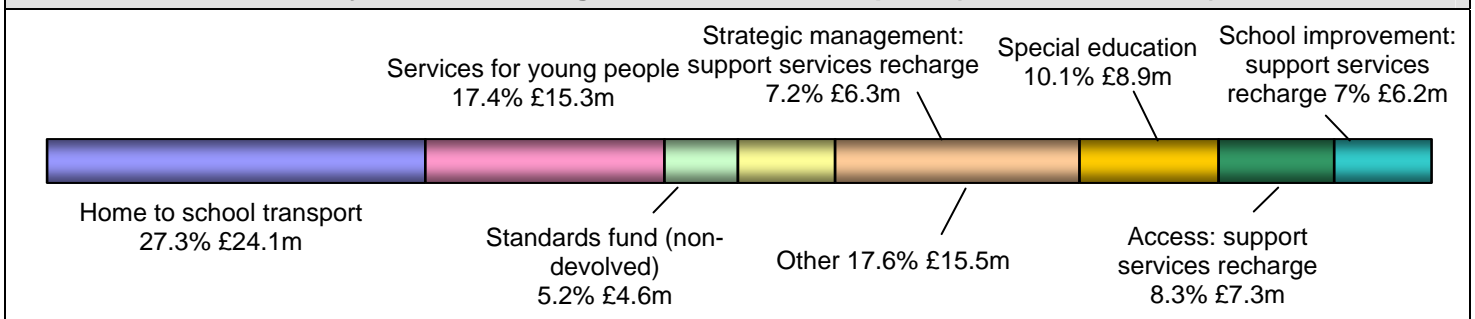 Services for young people
17.4% £15.3m
Strategic management:
support services recharge
7.2% £6.3m
Special education
10.1% £8.9m
School improvement:
support services
recharge 7% £6.2m
Home to school transport
27.3% £24.1m
Standards fund (non-
devolved)
5.2% £4.6m
Other 17.6% £15.5m
Access: support
services recharge
8.3% £7.3m